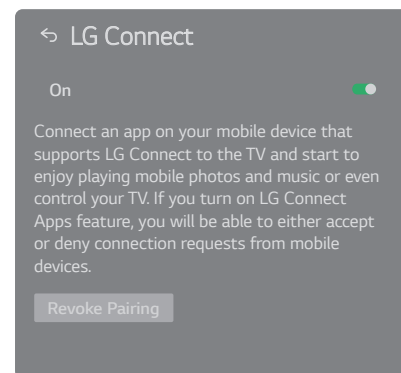 LG Connect
On
Connect an app on your mobile device that
supports LG Connect to the TV and start to
enjoy playing mobile photos and music or even
control your TV. If you turn on LG Connect
Apps feature, you will be able to either accept
or deny connection requests from mobile
devices.
Revoke Pairing